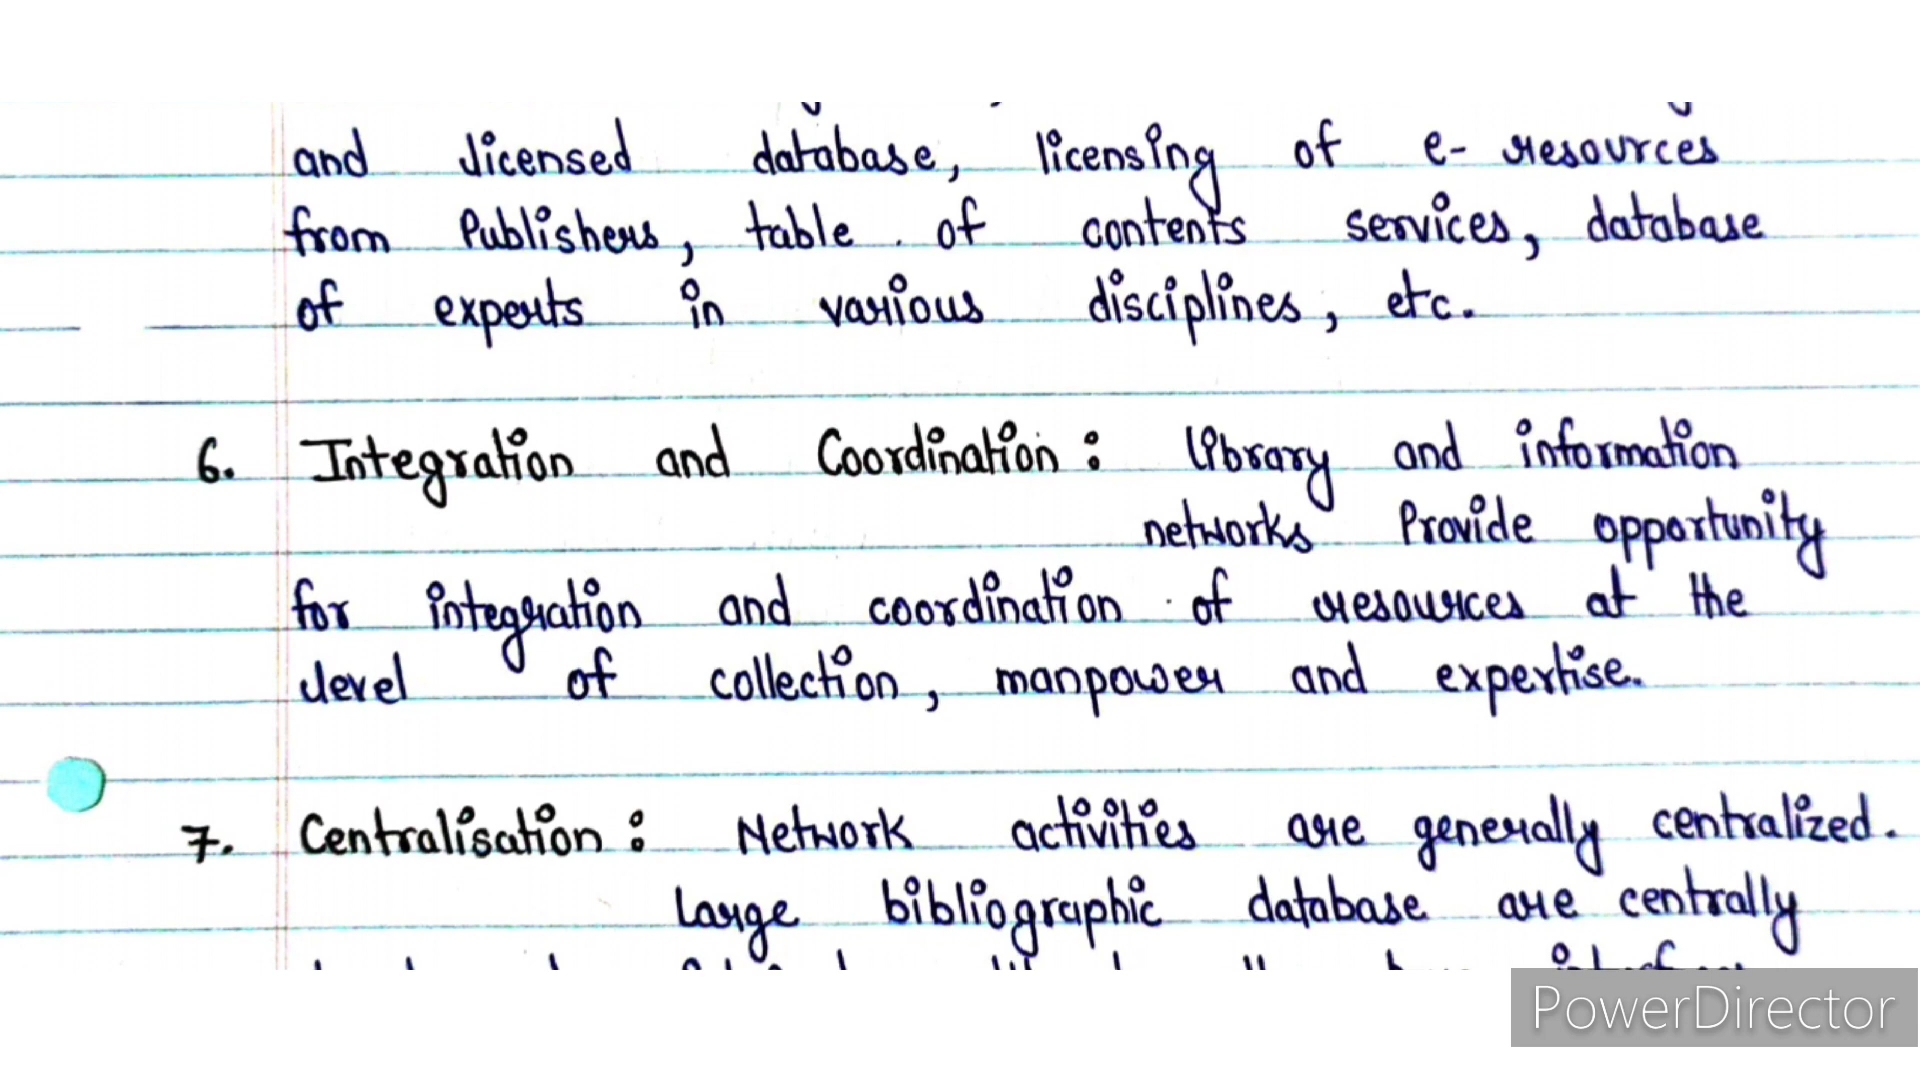 and licensed database, licensing of e- resources
from Publishers, table of contents services, database
of experts in various disciplines, etc.
6. Integration and Coordination: Library and information
networks Provide opportunity
for integration and coordination of resources at the
level of collection, manpower and expertise.
7. Centralisation: Network activities are generally centralized.
Large bibliographic database are centrally
PowerDirector